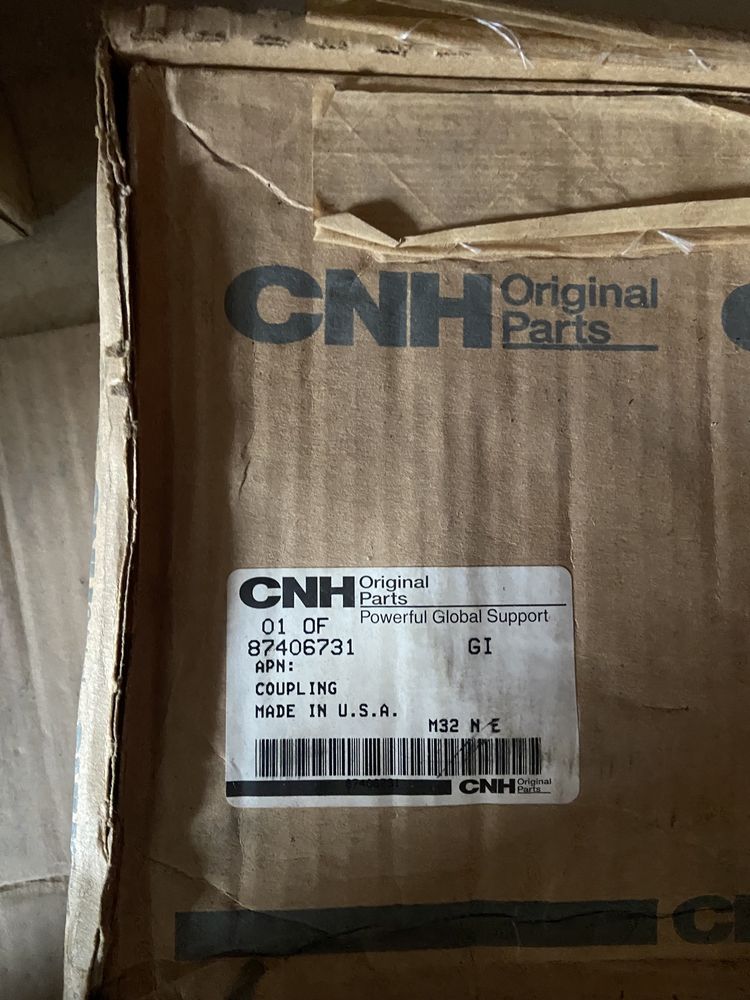 CNH Original
Parts
CNH Original
Parts
Powerful Global Support
01 OF
87406731 GI
APN:
COUPLING
MADE IN U.S.A.
M32 N E
87406731
CNH Original
Parts
C